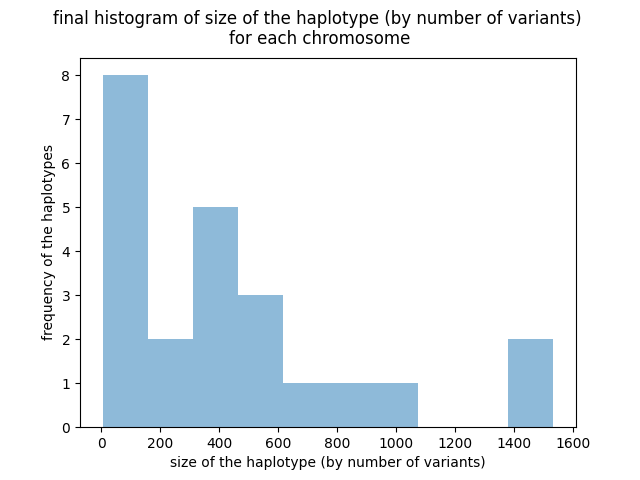 final histogram of size of the haplotype (by number of variants)
for each chromosome
8
7
6
5
4
3
2
1
0
frequency of the haplotypes
0 200 400 600 800 1000 1200 1400 1600
size of the haplotype (by number of variants)